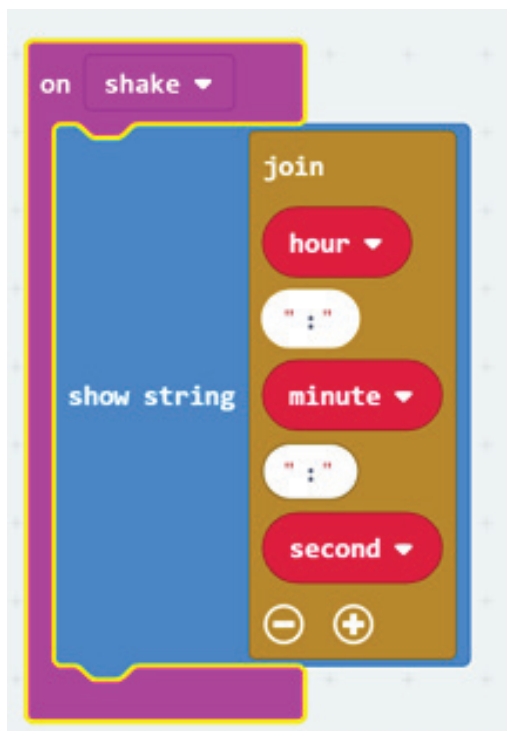 on shake
join
hour
":"
show string minute
":"
second